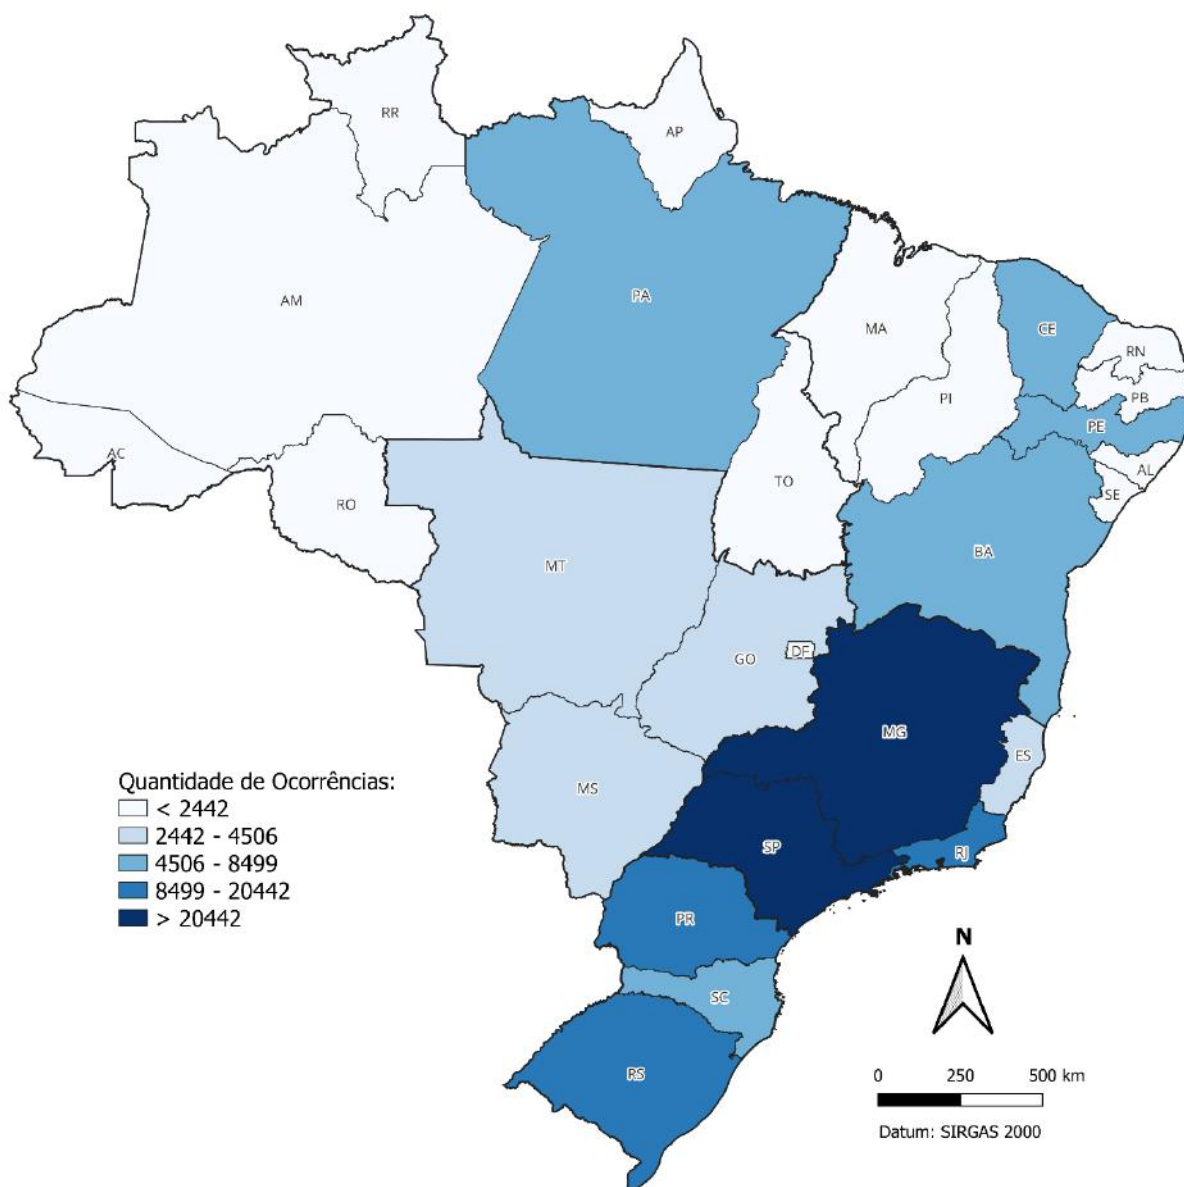 RR
AP
AM
PA
MA
CE
RN
PI
PB
PE
AC
AL
TO
SE
RO
BA
MT
GO
DF
MG
ES
MS
SP
RJ
PR
SC
RS
Quantidade de Ocorrências:
< 2442
2442 - 4506
4506 - 8499
8499 - 20442
> 20442
N
0 250 500 km
Datum: SIRGAS 2000